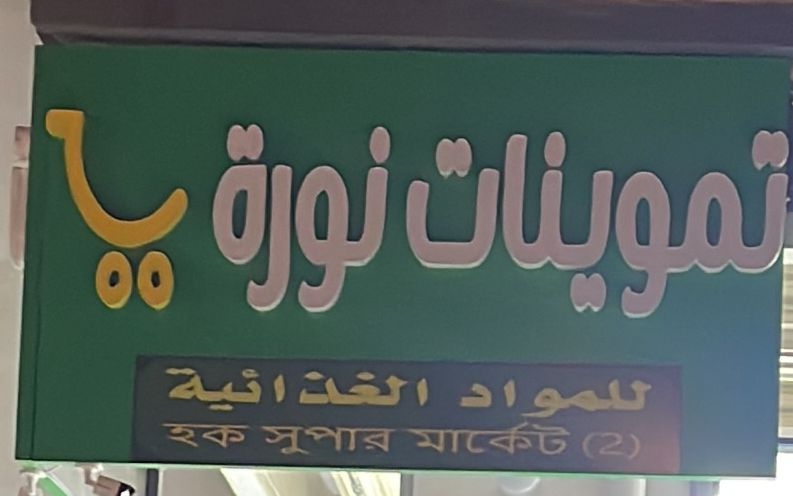 تموينات نورة
للمواد الغذائية
হক সুপার মার্কেট (2)